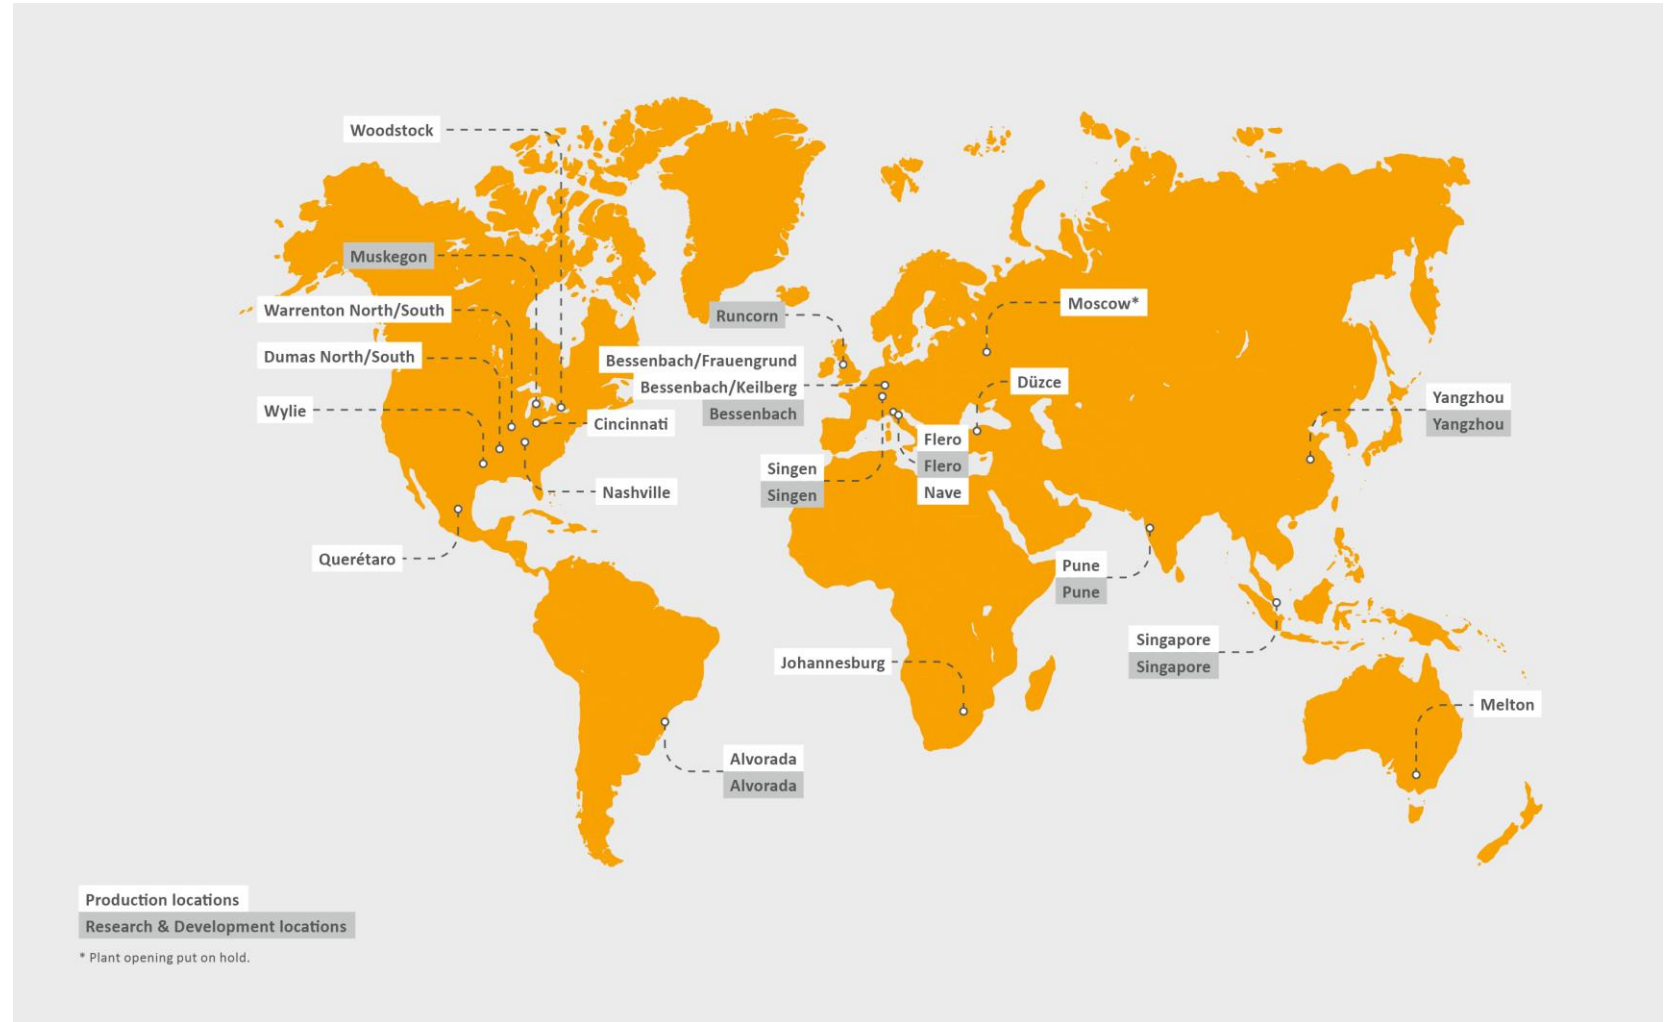 Woodstock
Muskegon
Warrenton North/South
Dumas North/South
Wylie
Cincinnati
Nashville
Querétaro
Runcorn
Bessenbach/Frauengrund
Bessenbach/Keilberg
Bessenbach
Moscow*
Düzce
Flero
Flero
Nave
Singen
Singen
Yangzhou
Yangzhou
Pune
Pune
Singapore
Singapore
Johannesburg
Melton
Alvorada
Alvorada
Production locations
Research & Development locations
* Plant opening put on hold.